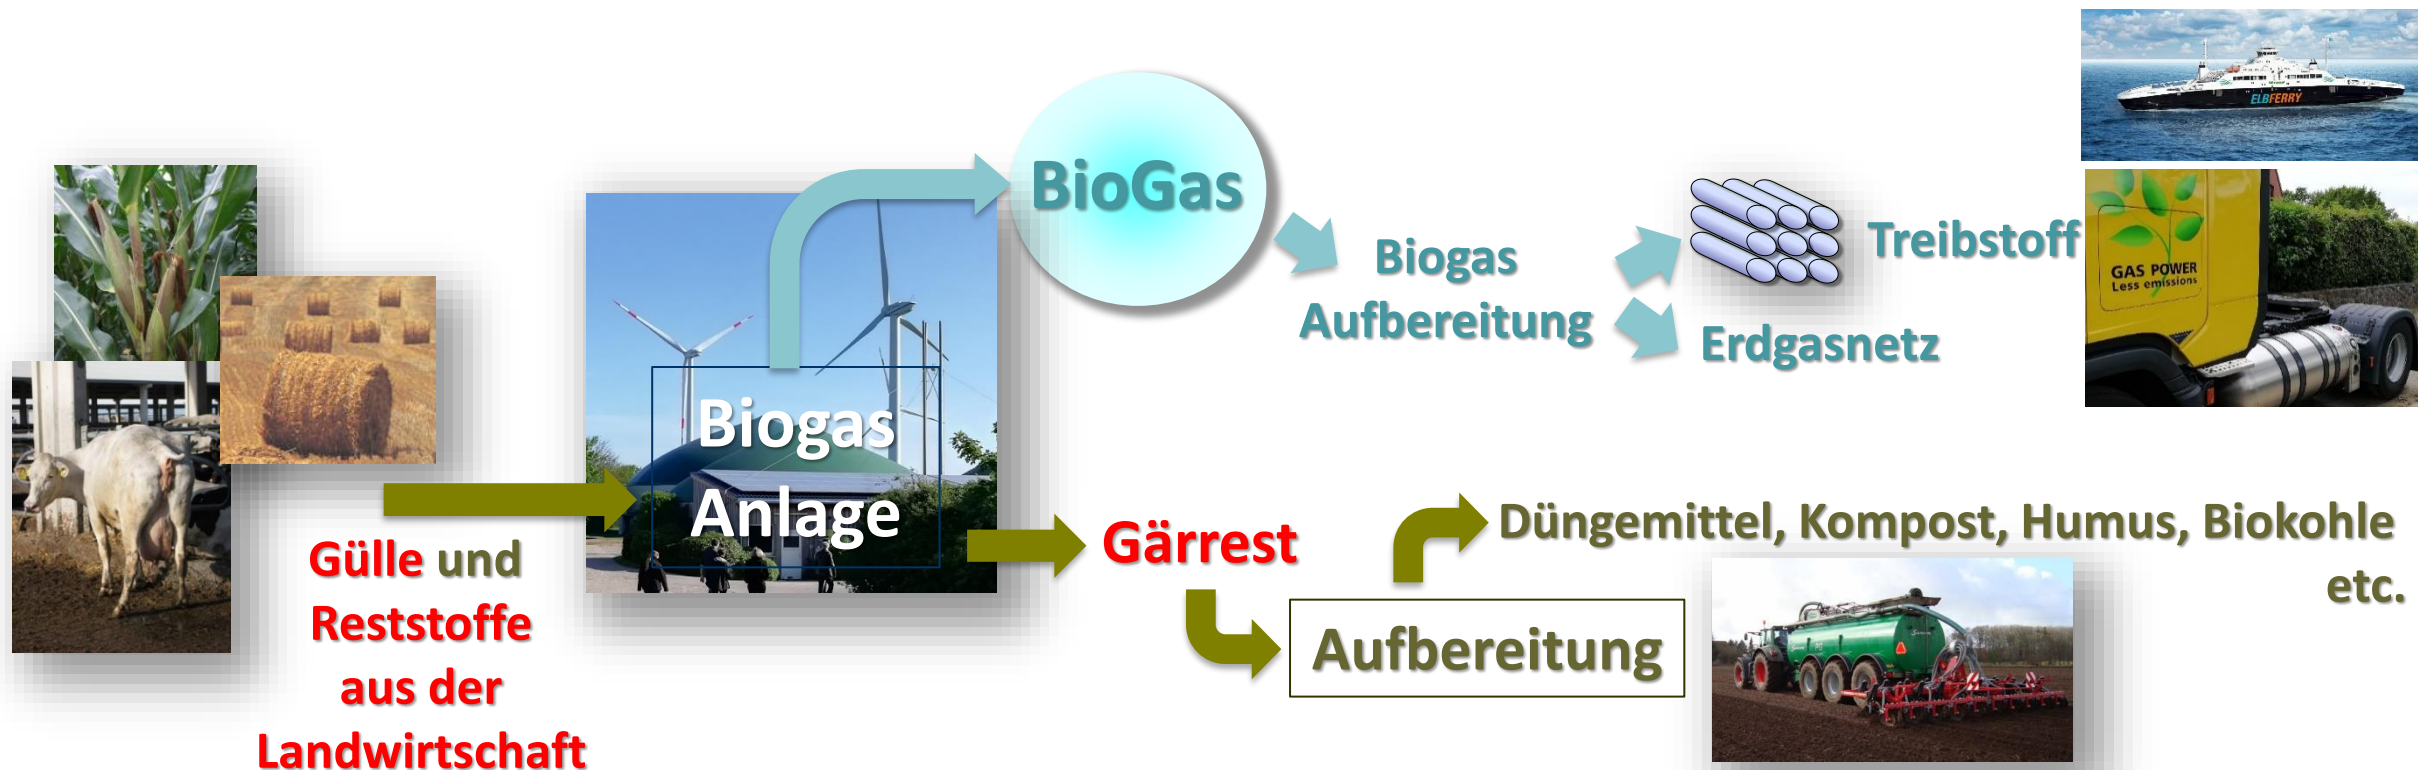 BioGas
ELBFERRY
Biogas
Aufbereitung
Treibstoff
Erdgasnetz
GAS POWER
Less emissions
Biogas
Anlage
Gülle und
Reststoffe
aus der
Landwirtschaft
Gärrest
Aufbereitung
Düngemittel, Kompost, Humus, Biokohle
etc.